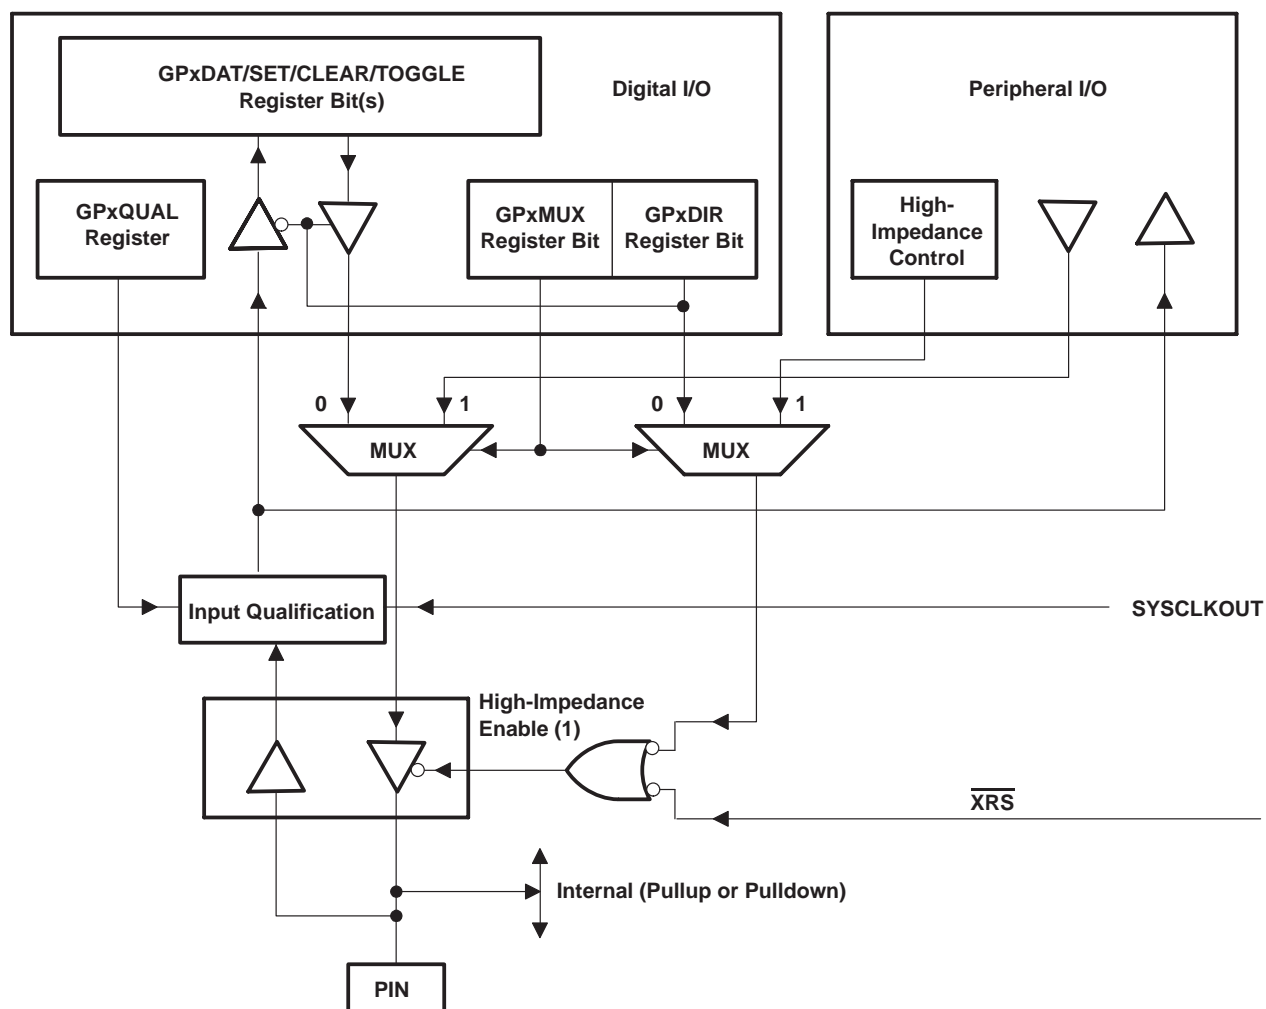 GPxDAT/SET/CLEAR/TOGGLE
Register Bit(s)
Digital I/O
Peripheral I/O
GPxQUAL
Register
GPxMUX
Register Bit
GPxDIR
Register Bit
High-
Impedance
Control
0
1
0
1
MUX
MUX
Input Qualification
SYSCLKOUT
High-Impedance
Enable (1)
XRS
Internal (Pullup or Pulldown)
PIN